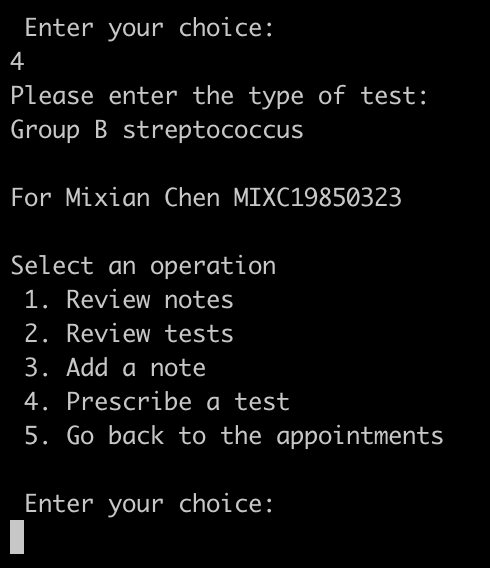 Enter your choice:
4
Please enter the type of test:
Group B streptococcus
For Mixian Chen MIXC19850323
Select an operation
1. Review notes
2. Review tests
3. Add a note
4. Prescribe a test
5. Go back to the appointments
Enter your choice: